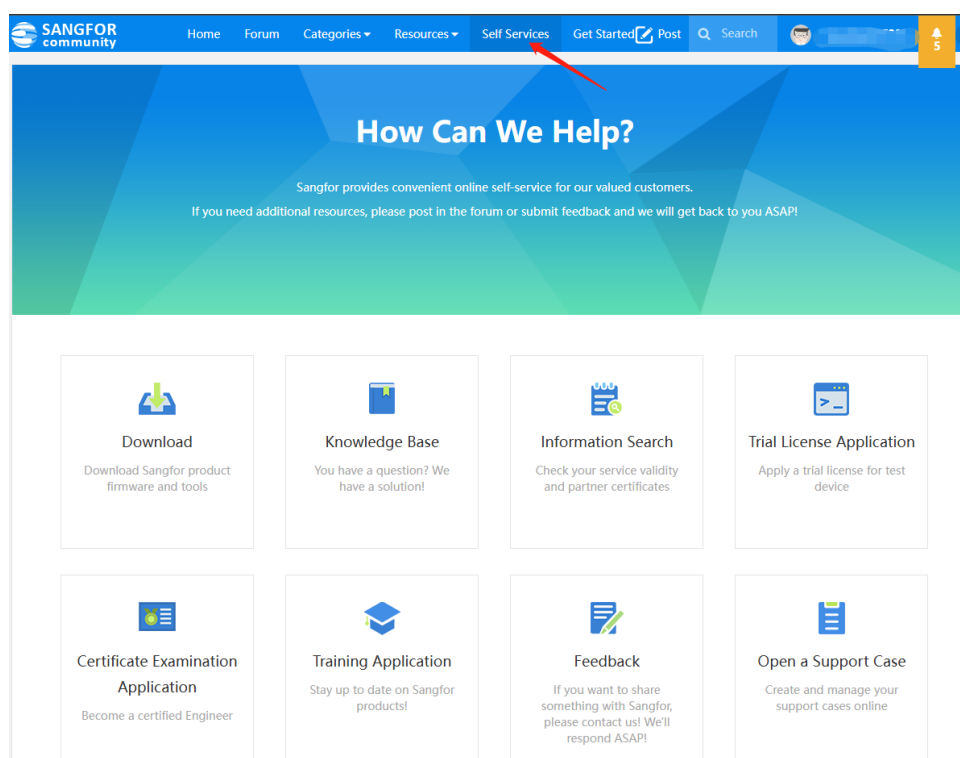 SANGFOR
community
Home Forum Categories Resources Self Services Get Started Post Search
5
How Can We Help?
Sangfor provides convenient online self-service for our valued customers.
If you need additional resources, please post in the forum or submit feedback and we will get back to you ASAP!
Download
Download Sangfor product
firmware and tools
Knowledge Base
You have a question? We
have a solution!
Information Search
Check your service validity
and partner certificates
Trial License Application
Apply a trial license for test
device
Certificate Examination
Application
Become a certified Engineer
Training Application
Stay up to date on Sangfor
products!
Feedback
If you want to share
something with Sangfor,
please contact us! We'll
respond ASAP!
Open a Support Case
Create and manage your
support cases online